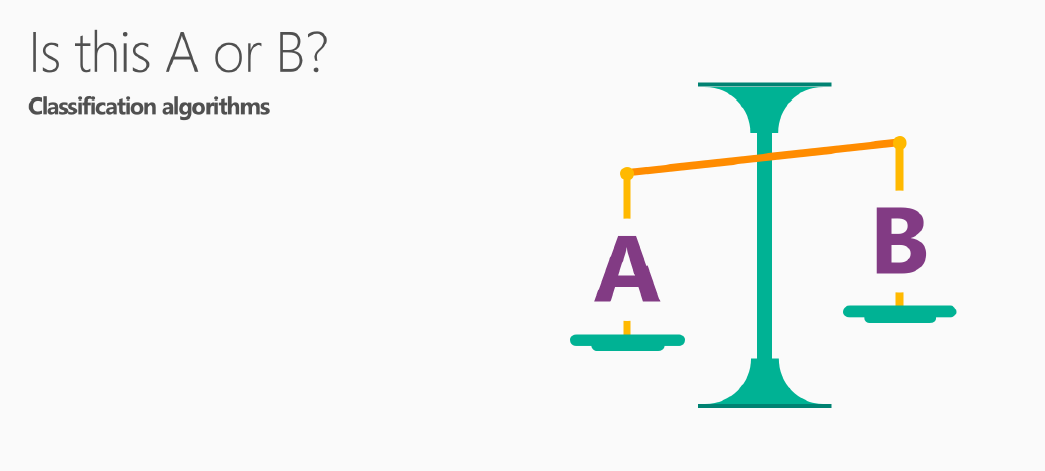 Is this A or B?
Classification algorithms
A
B